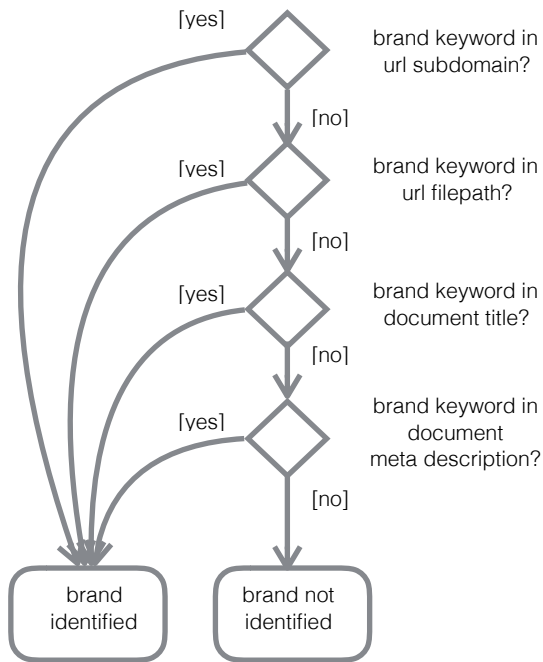 [yes]
brand keyword in
url subdomain?
[no]
[yes]
brand keyword in
url filepath?
[no]
[yes]
brand keyword in
document title?
[no]
[yes]
brand keyword in
document
meta description?
[no]
brand
identified
brand not
identified